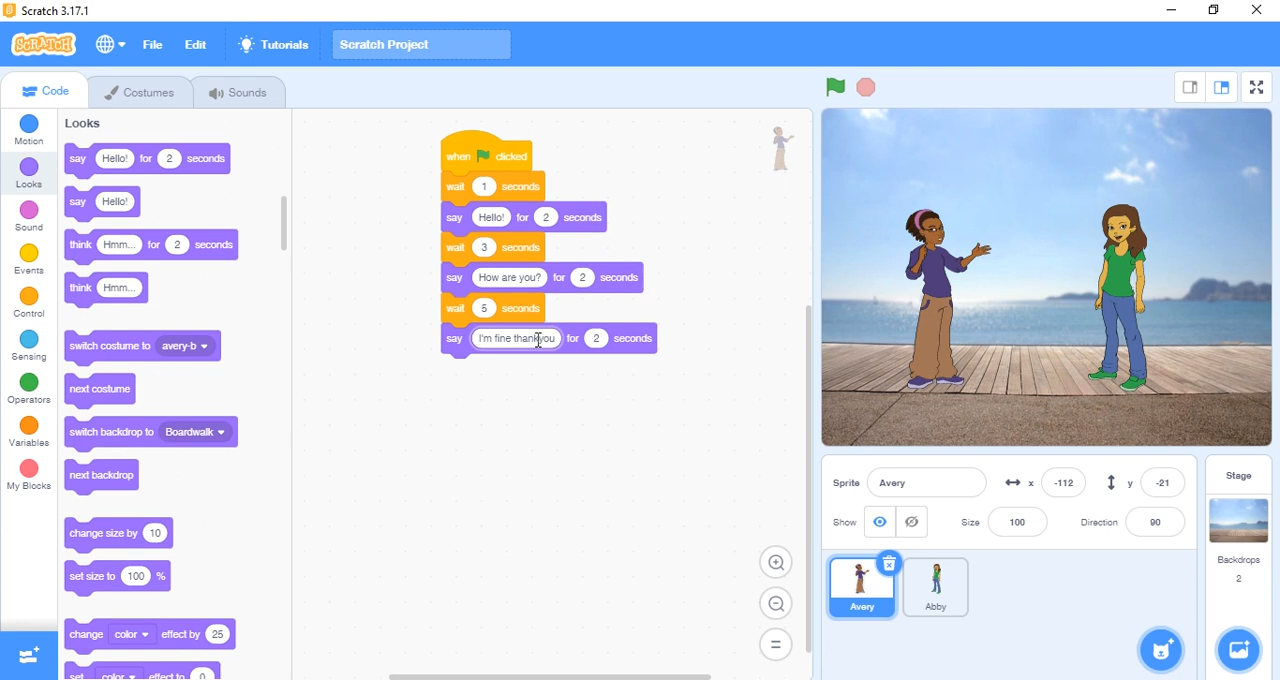 Scratch 3.17.1
SCRATCH File Edit Tutorials Scratch Project
Code Costumes Sounds
Motion
Looks
Sound
Events
Control
Sensing
Operators
Variables
My Blocks
Looks
say Hello! for 2 seconds
say Hello!
think Hmm... for 2 seconds
think Hmm...
switch costume to avery-b
next costume
switch backdrop to Boardwalk
next backdrop
change size by 10
set size to 100 %
change color effect by 25
set color effect to 0
when clicked
wait 1 seconds
say Hello! for 2 seconds
wait 3 seconds
say How are you? for 2 seconds
wait 5 seconds
say I'm fine thank you for 2 seconds
Sprite Avery x -112 y -21
Show Size 100 Direction 90
Avery Abby
Stage
Backdrops
2